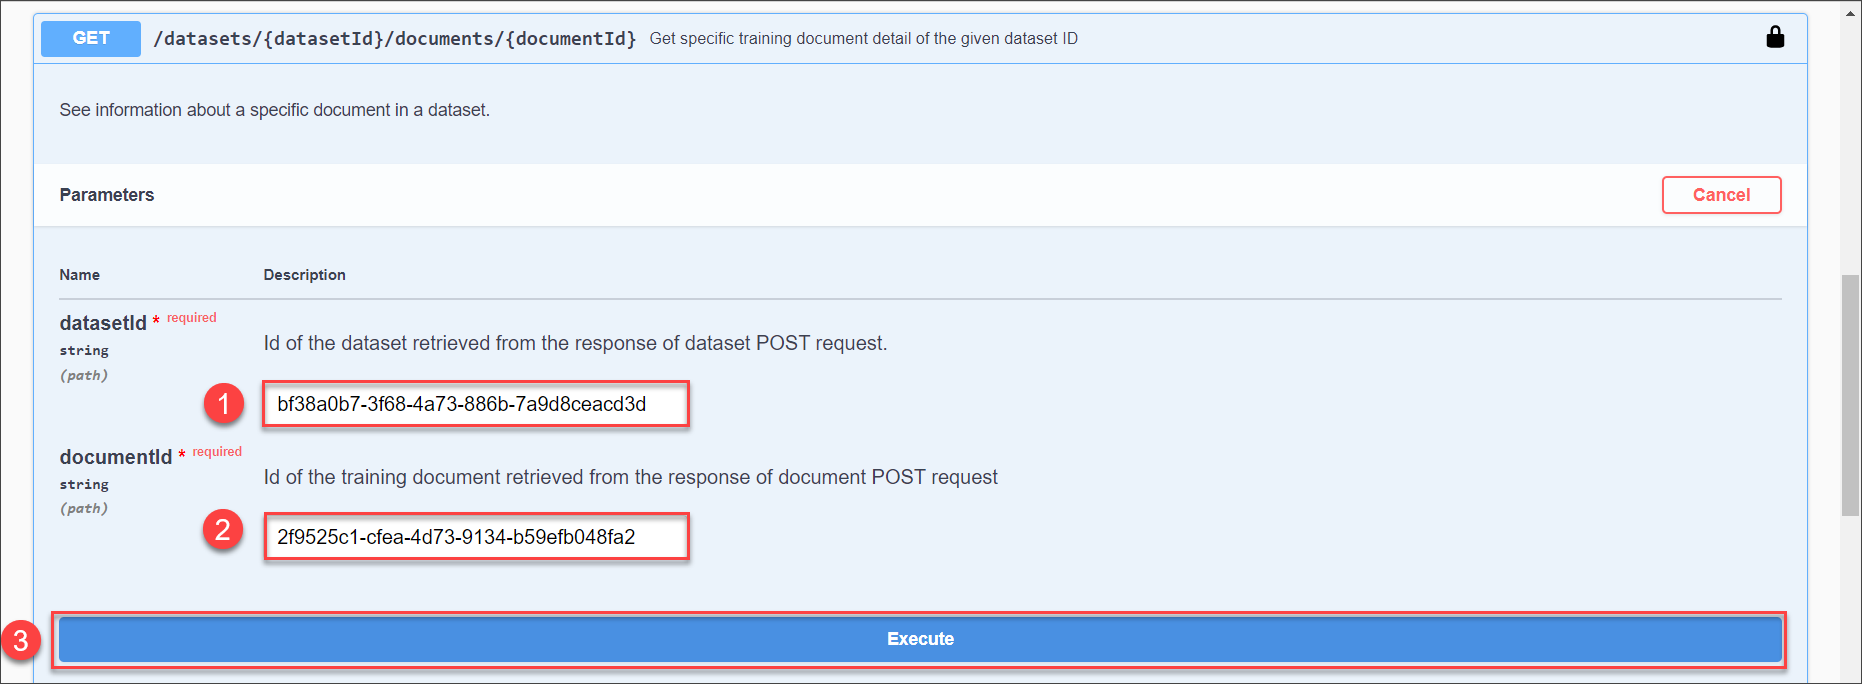 GET /datasets/{datasetId}/documents/{documentId} Get specific training document detail of the given dataset ID
See information about a specific document in a dataset.
Parameters Cancel
Name Description
datasetId * required
string
(path)
Id of the dataset retrieved from the response of dataset POST request.
1 bf38a0b7-3f68-4a73-886b-7a9d8ceacd3d
documentId * required
string
(path)
Id of the training document retrieved from the response of document POST request
2 2f9525c1-cfea-4d73-9134-b59efb048fa2
3 Execute